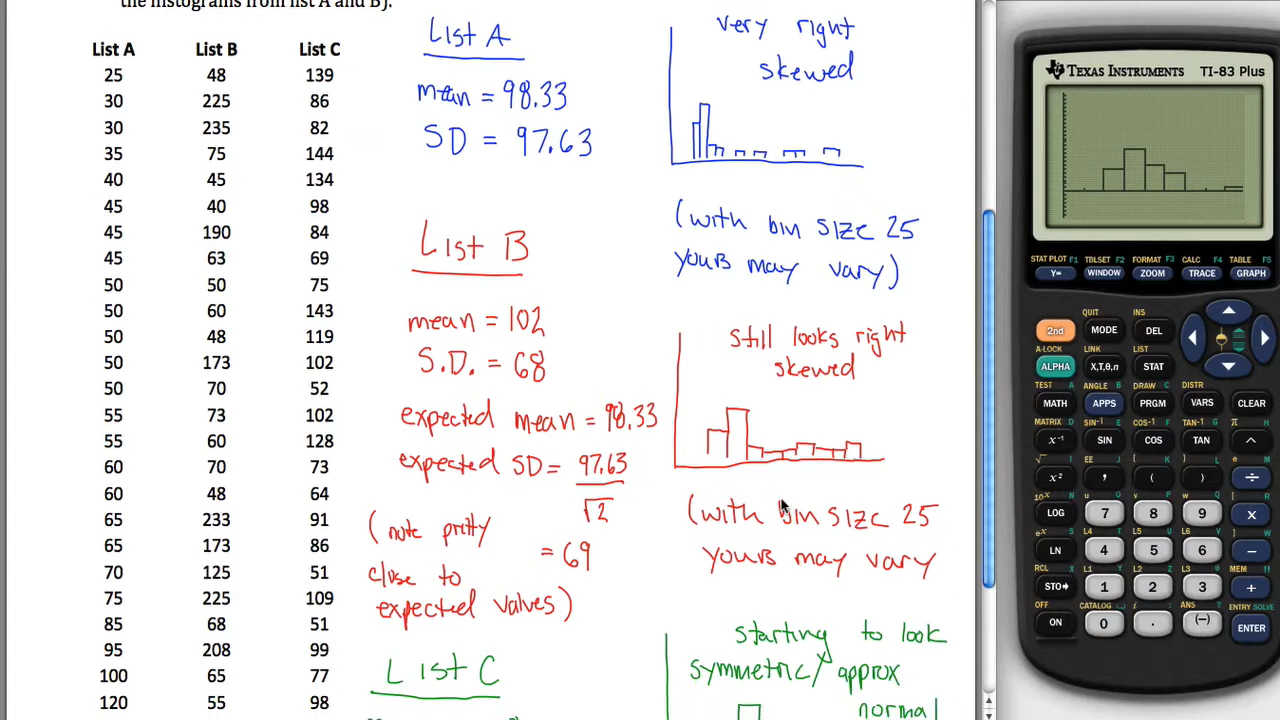 the histograms from list A and B).
List A List B List C
25 48 139
30 225 86
30 235 82
35 75 144
40 45 134
45 40 98
45 190 84
45 63 69
50 50 75
50 60 143
50 48 119
50 173 102
50 70 52
55 73 102
55 60 128
60 70 73
60 48 64
65 233 91
65 173 86
70 125 51
75 225 109
85 68 51
95 208 99
100 65 77
120 55 98
List A
mean = 98.33
SD = 97.63
very right
skewed
(with bin size 25
yours may vary)
List B
mean = 102
S.D. = 68
expected mean = 98.33
expected SD = 97.63
√2
= 69
(note pretty
close to
expected values)
still looks right
skewed
(with bin size 25
yours may vary
List C
starting to look
symmetric/approx
normal
TEXAS INSTRUMENTS TI-83 Plus
STAT PLOT F1 TBLSET F2 FORMAT F3 CALC F4 TABLE F5
Y= WINDOW ZOOM TRACE GRAPH
QUIT INS
2nd MODE DEL
A-LOCK LINK LIST
ALPHA X,T,θ,n STAT
TEST A ANGLE B DRAW C DISTR
MATH APPS PRGM VARS CLEAR
MATRIX D SIN⁻¹ E COS⁻¹ F TAN⁻¹ G π H
x⁻¹ SIN COS TAN ^
√ I EE J { K } L e M
x² , ( ) ÷
10ˣ N u O v P w Q [ R
LOG 7 8 9 ×
eˣ S L4 T L5 U L6 V ] W
LN 4 5 6 −
RCL X L1 Y L2 Z L3 θ MEM "
STO▸ 1 2 3 +
OFF CATALOG i : ANS ? ENTRY SOLVE
ON 0 . (−) ENTER